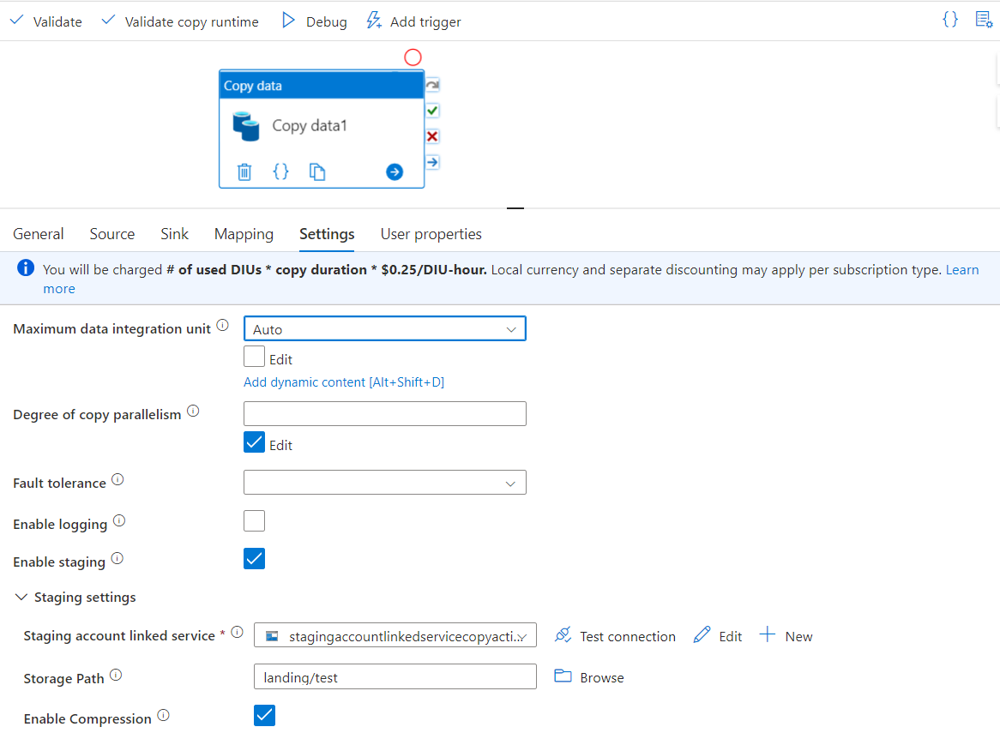 Validate Validate copy runtime Debug Add trigger {}
Copy data
Copy data1
{}
General Source Sink Mapping Settings User properties
You will be charged # of used DIUs * copy duration * $0.25/DIU-hour. Local currency and separate discounting may apply per subscription type. Learn
more
Maximum data integration unit Auto
Edit
Add dynamic content [Alt+Shift+D]
Degree of copy parallelism
Edit
Fault tolerance
Enable logging
Enable staging
Staging settings
Staging account linked service * stagingaccountlinkedservicecopyacti... Test connection Edit New
Storage Path landing/test Browse
Enable Compression